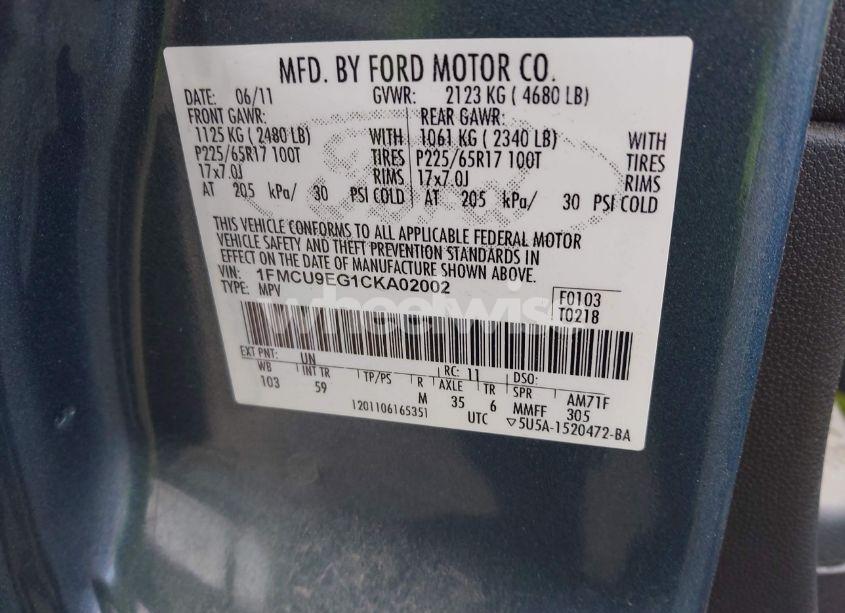 MFD. BY FORD MOTOR CO.
DATE: 06/11 GVWR: 2123 KG ( 4680 LB)
FRONT GAWR: REAR GAWR:
1125 KG ( 2480 LB) WITH 1061 KG ( 2340 LB) WITH
P225/65R17 100T TIRES P225/65R17 100T TIRES
17x7.0J RIMS 17x7.0J RIMS
AT 205 kPa/ 30 PSI COLD AT 205 kPa/ 30 PSI COLD
THIS VEHICLE CONFORMS TO ALL APPLICABLE FEDERAL MOTOR
VEHICLE SAFETY AND THEFT PREVENTION STANDARDS IN
EFFECT ON THE DATE OF MANUFACTURE SHOWN ABOVE.
VIN: 1FMCU9EG1CKA02002
TYPE: MPV
F0103
T0218
wheelwise
EXT PNT: UN RC: 11 DSO:
WB INT TR TP/PS R AXLE TR SPR AM71F
103 59 M 35 6 MMFF 305
1201106165351 UTC ▽5U5A-1520472-BA
Ford